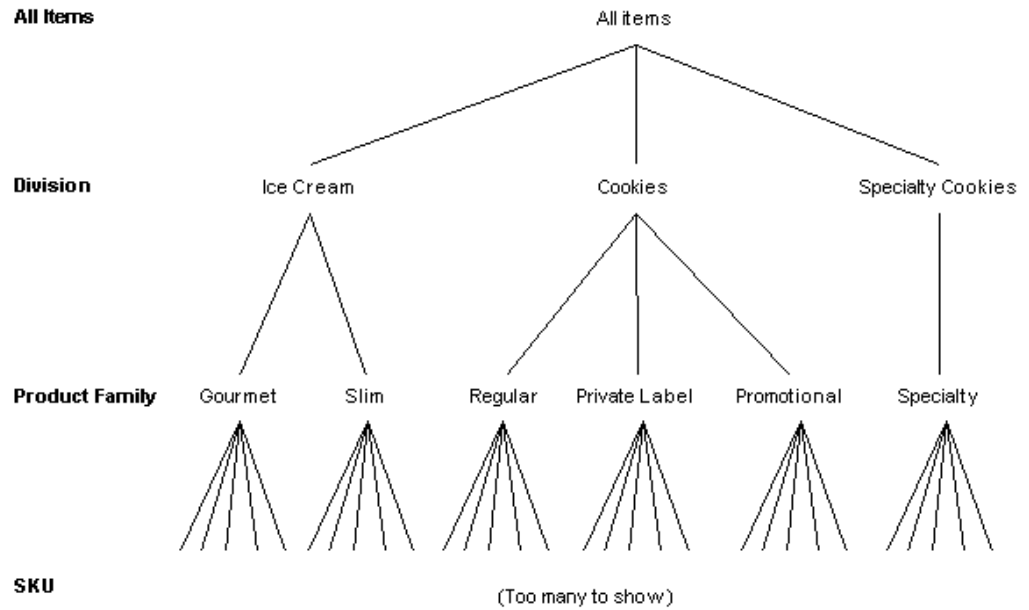 All Items
All items
Division
Ice Cream
Cookies
Specialty Cookies
Product Family
Gourmet
Slim
Regular
Private Label
Promotional
Specialty
SKU
(Too many to show)